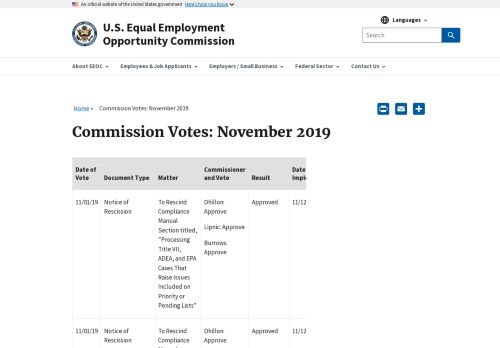 An official website of the United States government Here's how you know
U.S. Equal Employment
Opportunity Commission
Languages
Search
About EEOC
Employees & Job Applicants
Employers / Small Business
Federal Sector
Contact Us
Home » Commission Votes: November 2019
Commission Votes: November 2019
Date of Vote Document Type Matter Commissioner and Vote Result Date
11/01/19 Notice of Rescission To Rescind Compliance Manual Section titled, "Processing Title VII, ADEA, and EPA Cases That Raise Issues Included on Priority or Pending Lists" Dhillon: Approve Lipnic: Approve Burrows: Approve Approved 11/12
11/01/19 Notice of Rescission To Rescind Compliance Dhillon: Approve Approved 11/12